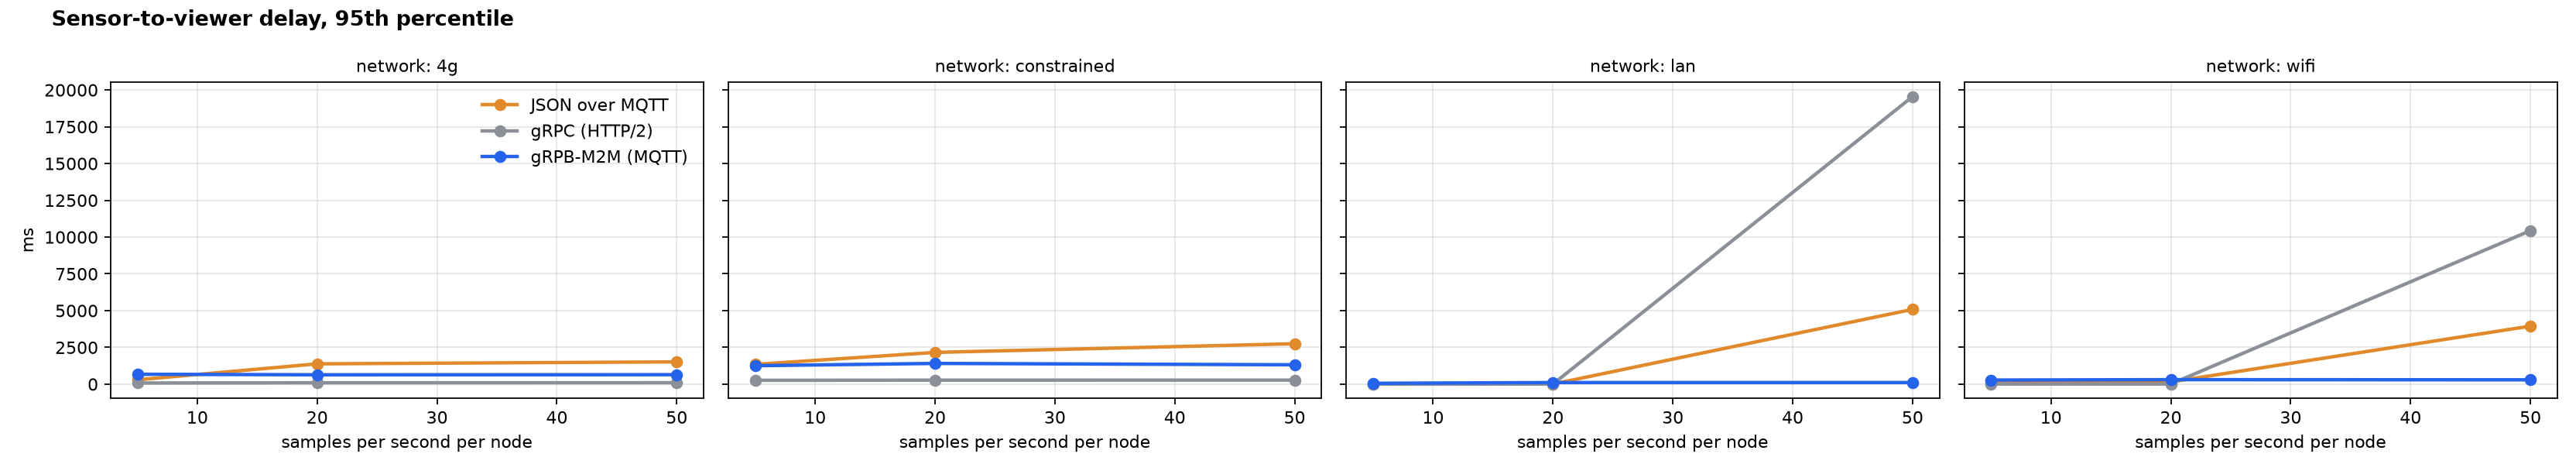 Sensor-to-viewer delay, 95th percentile
network: 4g
network: constrained
network: lan
network: wifi
20000
17500
15000
12500
10000
7500
5000
2500
0
ms
JSON over MQTT
gRPC (HTTP/2)
gRPB-M2M (MQTT)
10 20 30 40 50
10 20 30 40 50
10 20 30 40 50
10 20 30 40 50
samples per second per node
samples per second per node
samples per second per node
samples per second per node